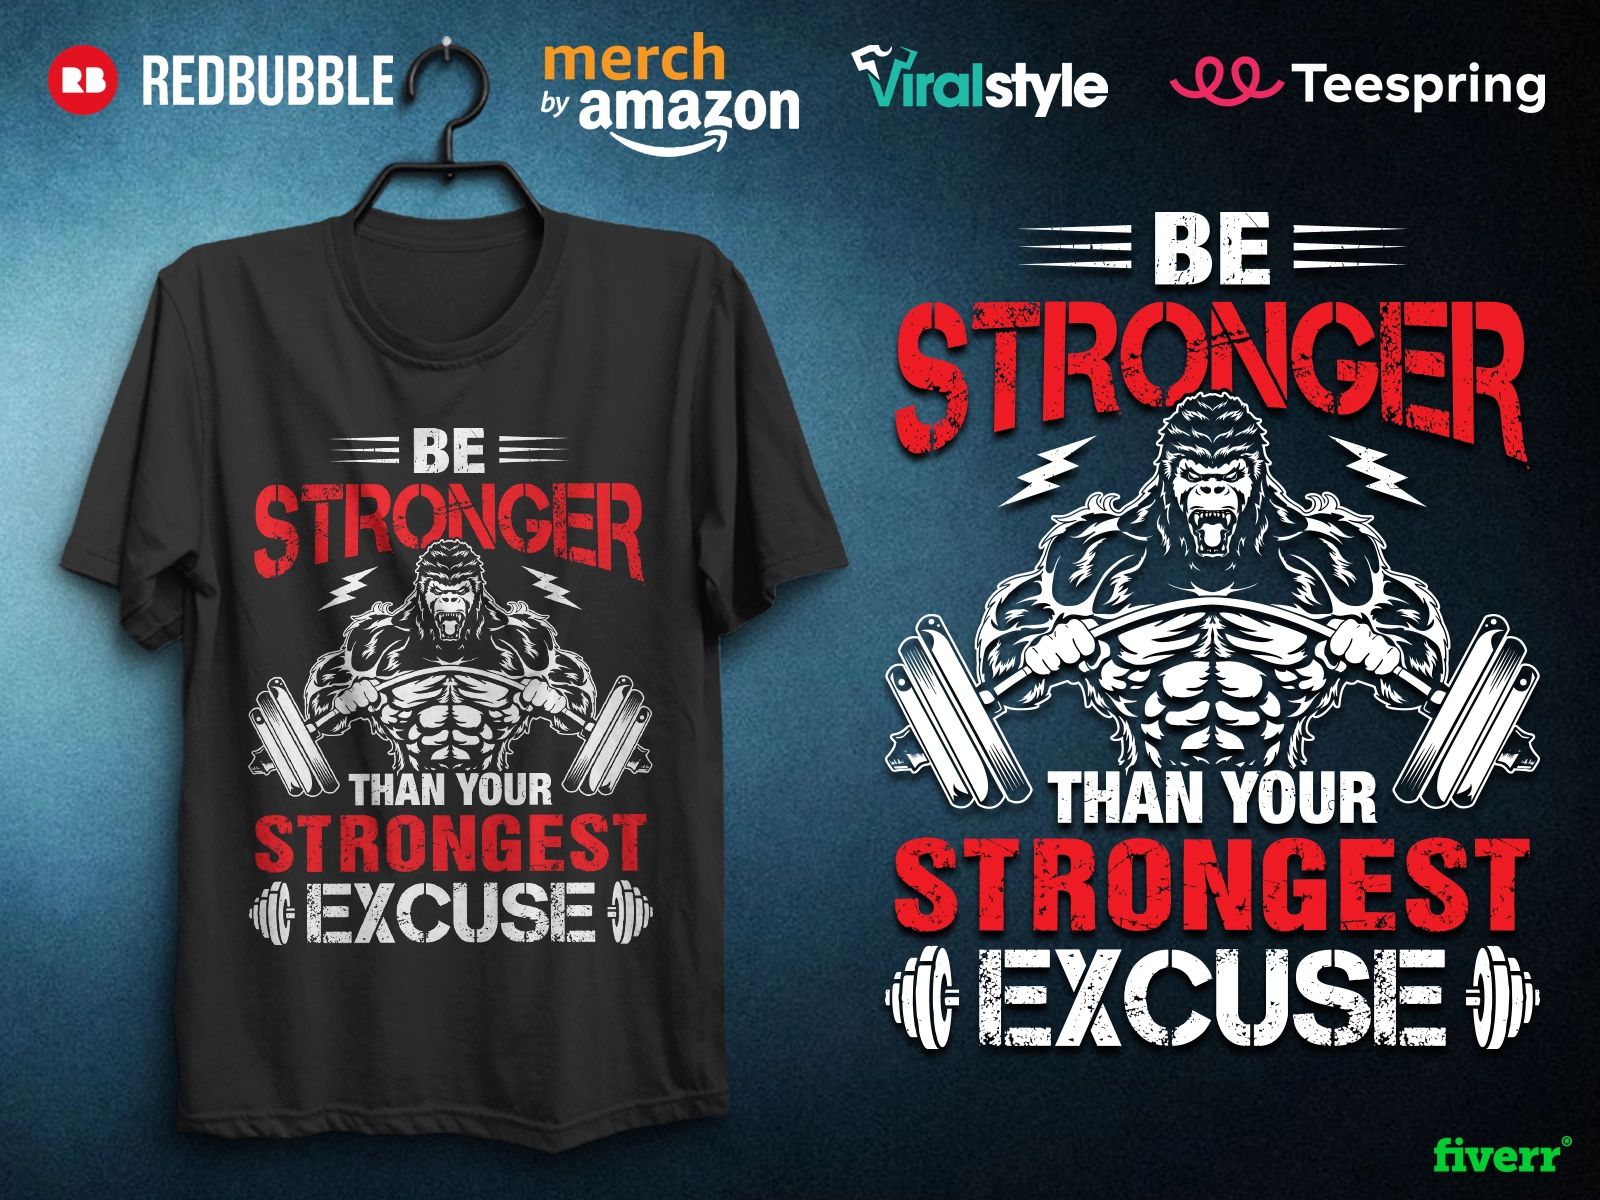 RB REDBUBBLE
merch
by amazon
Viralstyle
Teespring
BE
STRONGER
THAN YOUR
STRONGEST
EXCUSE
BE
STRONGER
THAN YOUR
STRONGEST
EXCUSE
fiverr®